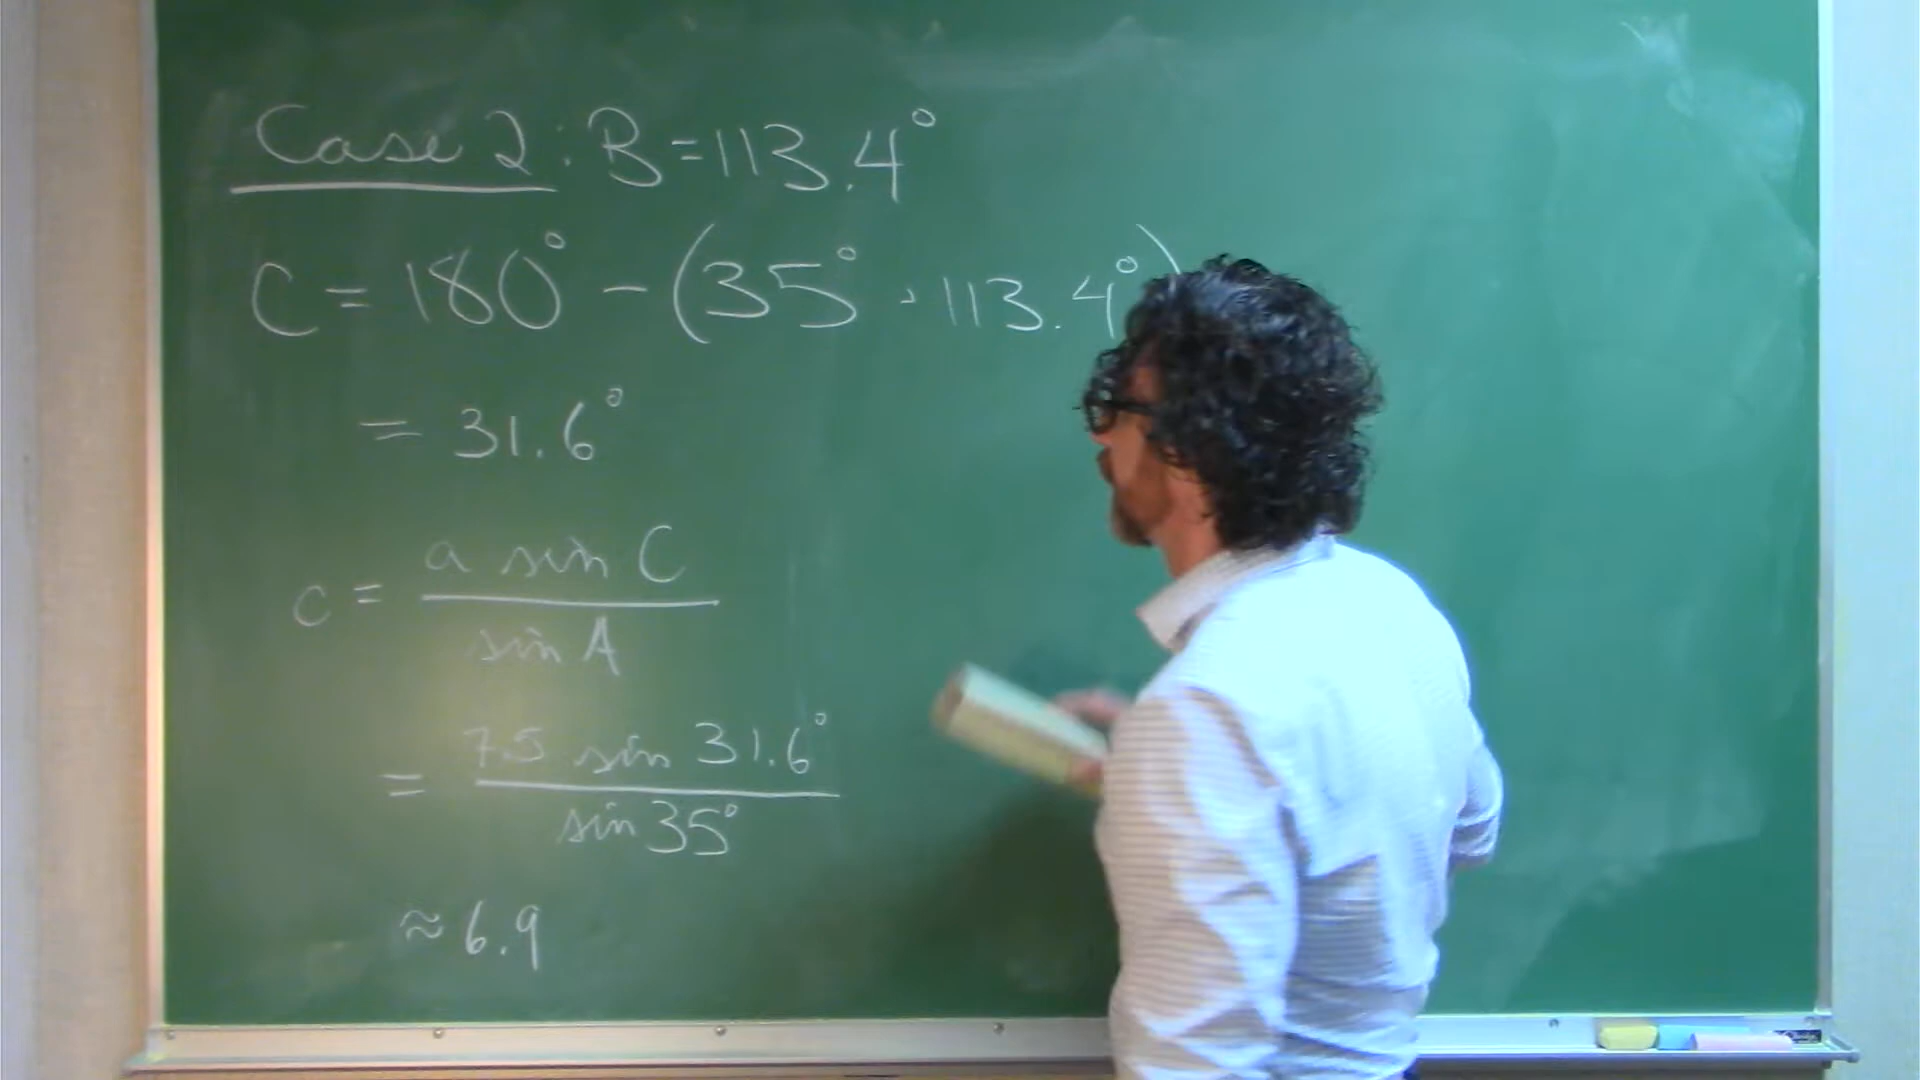 Case 2: B=113.4°
C = 180° - (35° + 113.4°)
= 31.6°
c = a sin C / sin A
= 7.5 sin 31.6° / sin 35°
≈ 6.9